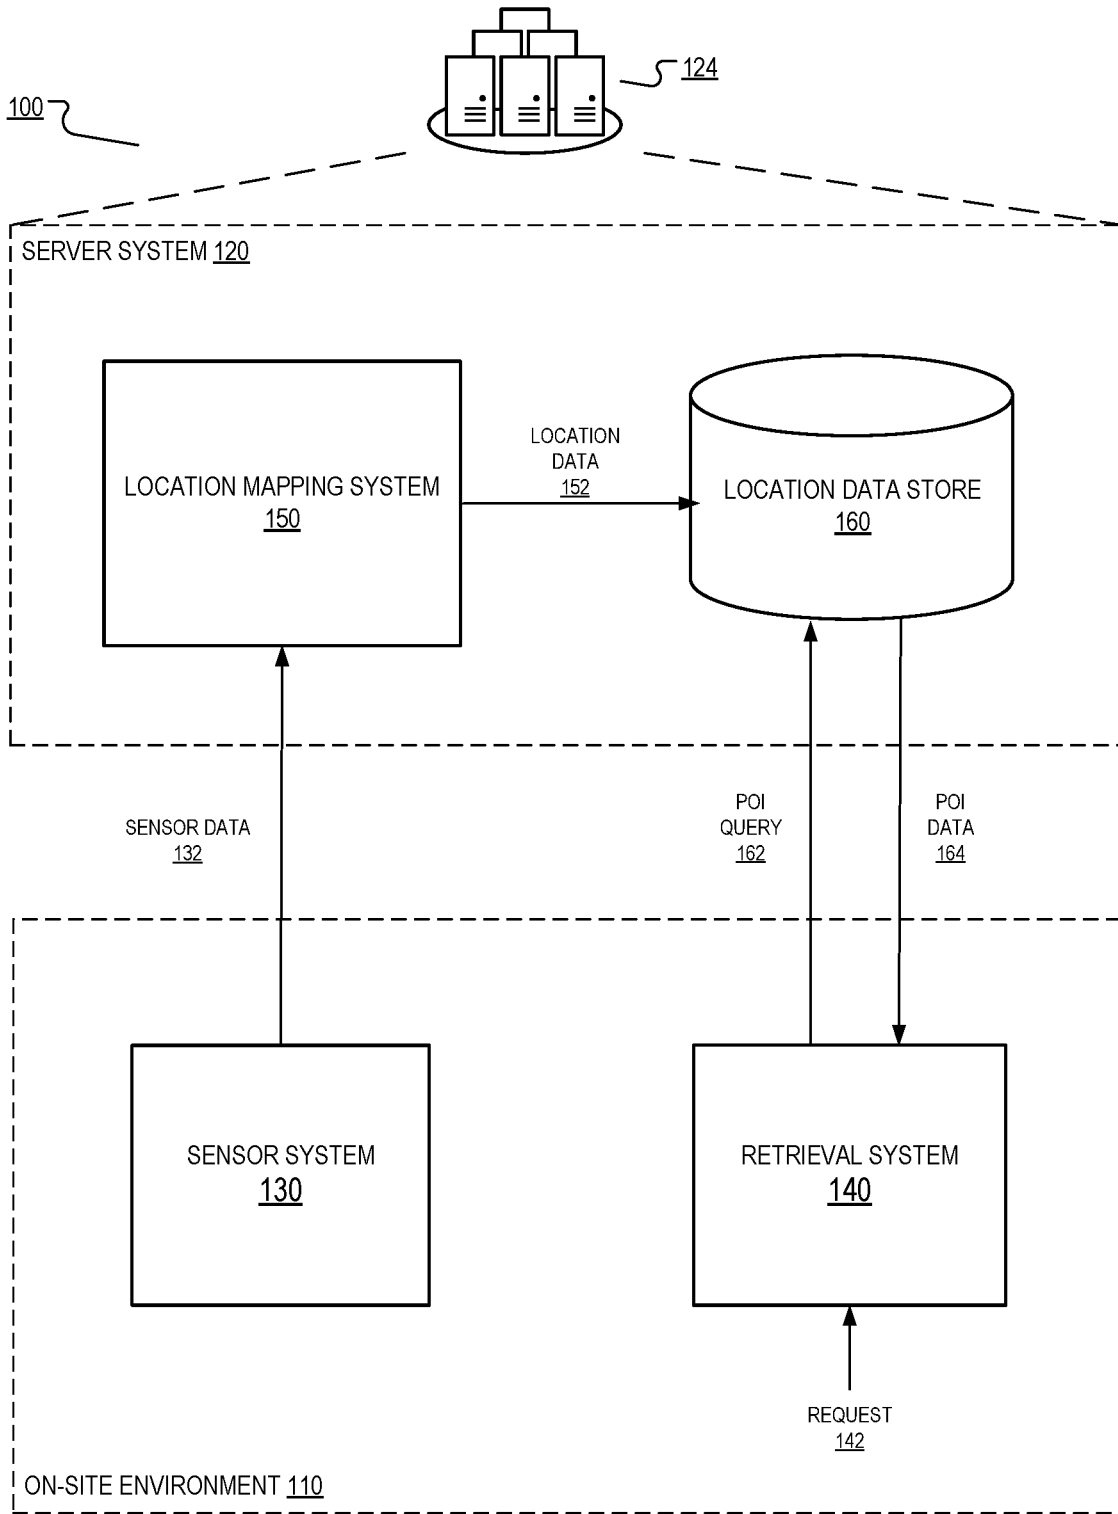 124
100
SERVER SYSTEM 120
LOCATION
DATA
152
LOCATION MAPPING SYSTEM
150
LOCATION DATA STORE
160
SENSOR DATA
132
POI
QUERY
162
POI
DATA
164
SENSOR SYSTEM
130
RETRIEVAL SYSTEM
140
REQUEST
142
ON-SITE ENVIRONMENT 110